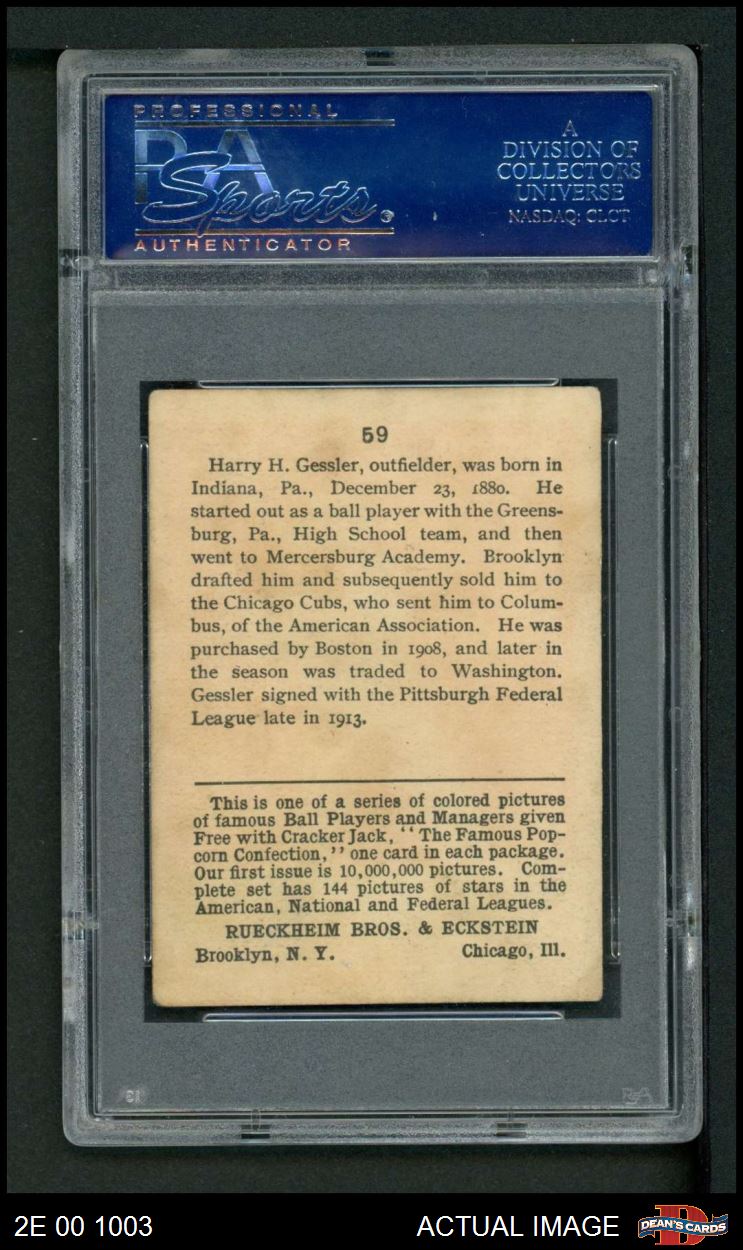 PROFESSIONAL
PSA
Sports
AUTHENTICATOR
A
DIVISION OF
COLLECTORS
UNIVERSE
NASDAQ: CLCT
59
Harry H. Gessler, outfielder, was born in
Indiana, Pa., December 23, 1880. He
started out as a ball player with the Greens-
burg, Pa., High School team, and then
went to Mercersburg Academy. Brooklyn
drafted him and subsequently sold him to
the Chicago Cubs, who sent him to Colum-
bus, of the American Association. He was
purchased by Boston in 1908, and later in
the season was traded to Washington.
Gessler signed with the Pittsburgh Federal
League late in 1913.
This is one of a series of colored pictures
of famous Ball Players and Managers given
Free with Cracker Jack, "The Famous Pop-
corn Confection," one card in each package.
Our first issue is 10,000,000 pictures. Com-
plete set has 144 pictures of stars in the
American, National and Federal Leagues.
RUECKHEIM BROS. & ECKSTEIN
Brooklyn, N. Y. Chicago, Ill.
PSA
2E 00 1003 ACTUAL IMAGE DEAN'S CARDS